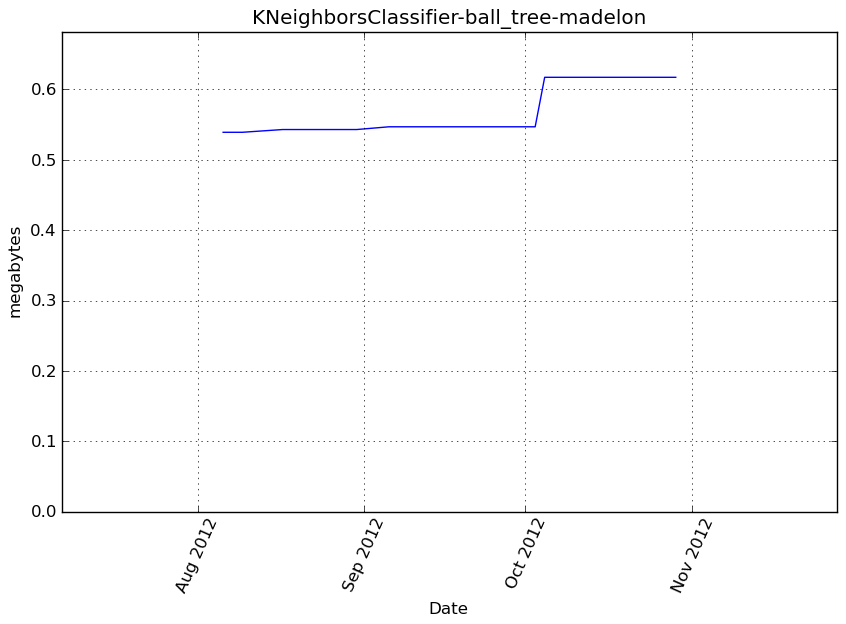 KNeighborsClassifier-ball_tree-madelon
megabytes
0.6
0.5
0.4
0.3
0.2
0.1
0.0
Aug 2012
Sep 2012
Oct 2012
Nov 2012
Date